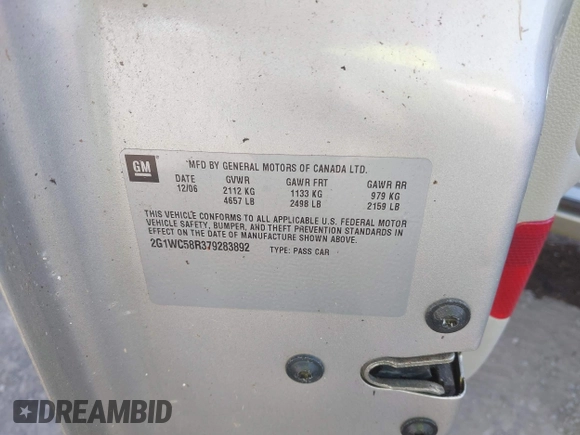 GM
MFD BY GENERAL MOTORS OF CANADA LTD.
DATE GVWR GAWR FRT GAWR RR
12/06 2112 KG 1133 KG 979 KG
4657 LB 2498 LB 2159 LB
THIS VEHICLE CONFORMS TO ALL APPLICABLE U.S. FEDERAL MOTOR
VEHICLE SAFETY, BUMPER, AND THEFT PREVENTION STANDARDS IN
EFFECT ON THE DATE OF MANUFACTURE SHOWN ABOVE.
2G1WC58R379283892 TYPE: PASS CAR
DREAMBID